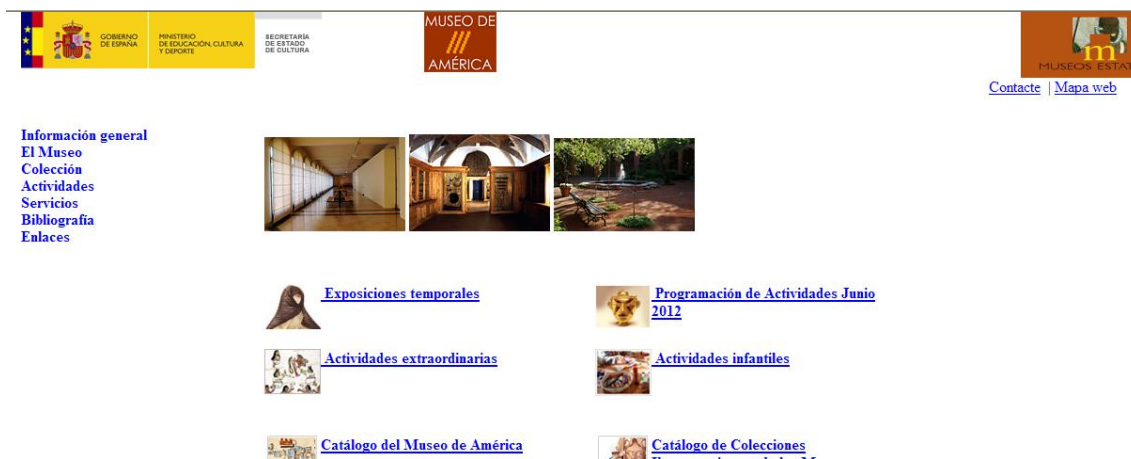 GOBIERNO
DE ESPAÑA
MINISTERIO
DE EDUCACIÓN, CULTURA
Y DEPORTE
SECRETARÍA
DE ESTADO
DE CULTURA
MUSEO DE
AMÉRICA
m
MUSEOS ESTAT
Contacte | Mapa web
Información general
El Museo
Colección
Actividades
Servicios
Bibliografía
Enlaces
Exposiciones temporales
Programación de Actividades Junio
2012
Actividades extraordinarias
Actividades infantiles
Catálogo del Museo de América
Catálogo de Colecciones